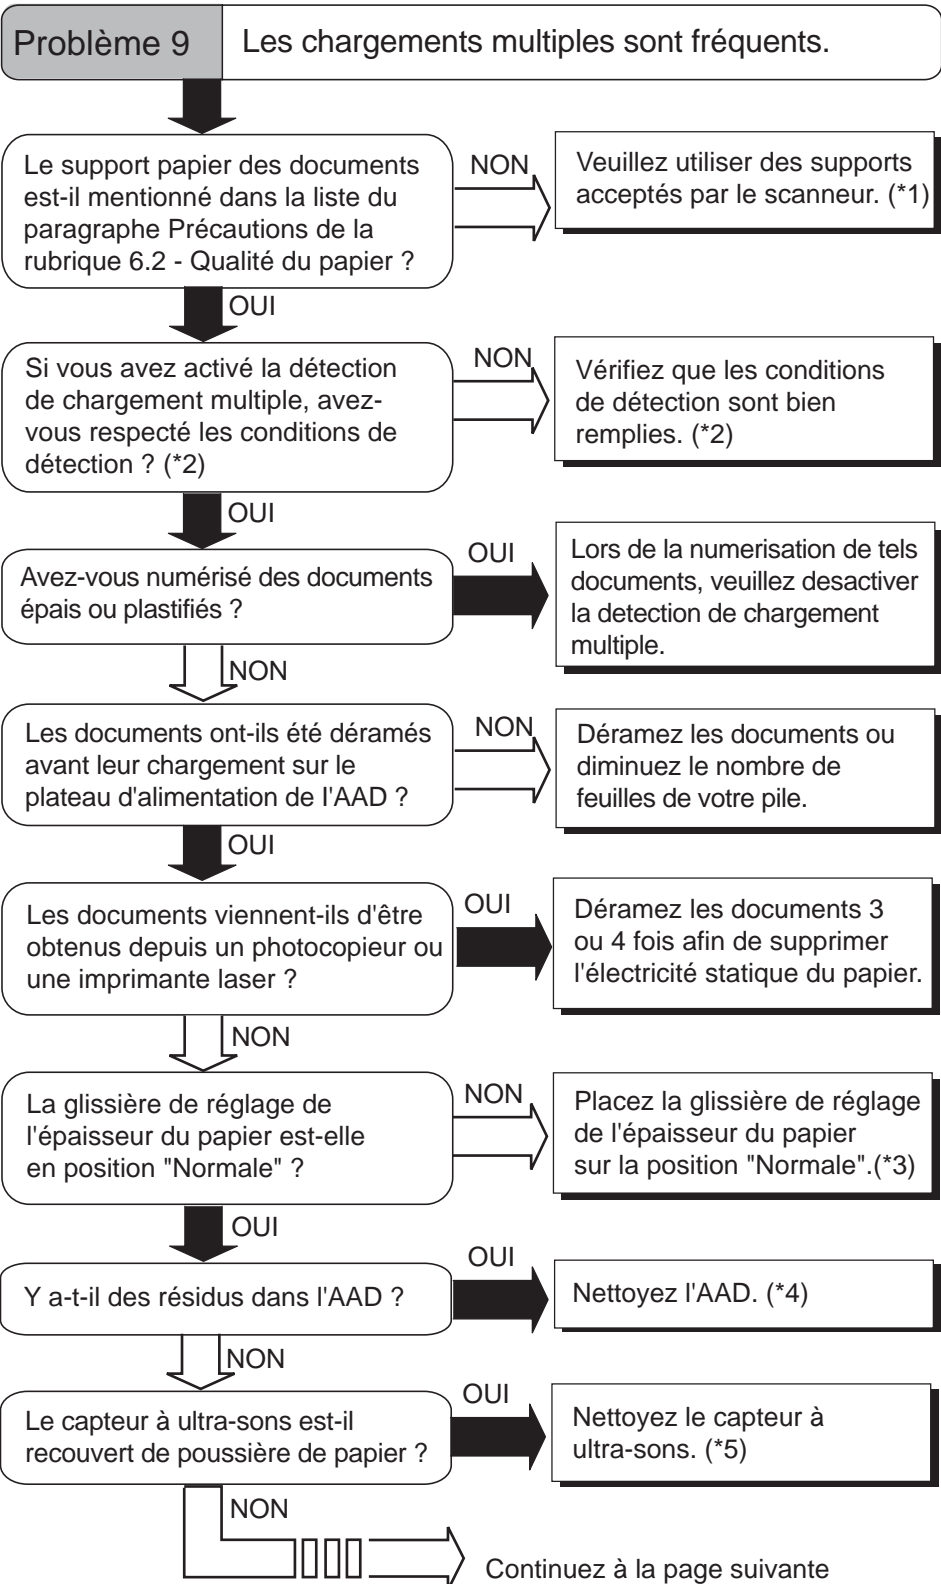 Problème 9
Les chargements multiples sont fréquents.
Le support papier des documents
est-il mentionné dans la liste du
paragraphe Précautions de la
rubrique 6.2 - Qualité du papier ?
NON
Veuillez utiliser des supports
acceptés par le scanneur. (*1)
OUI
Si vous avez activé la détection
de chargement multiple, avez-
vous respecté les conditions de
détection ? (*2)
NON
Vérifiez que les conditions
de détection sont bien
remplies. (*2)
OUI
Avez-vous numérisé des documents
épais ou plastifiés ?
OUI
Lors de la numerisation de tels
documents, veuillez desactiver
la detection de chargement
multiple.
NON
Les documents ont-ils été déramés
avant leur chargement sur le
plateau d'alimentation de l'AAD ?
NON
Déramez les documents ou
diminuez le nombre de
feuilles de votre pile.
OUI
Les documents viennent-ils d'être
obtenus depuis un photocopieur ou
une imprimante laser ?
OUI
Déramez les documents 3
ou 4 fois afin de supprimer
l'électricité statique du papier.
NON
La glissière de réglage de
l'épaisseur du papier est-elle
en position "Normale" ?
NON
Placez la glissière de réglage
de l'épaisseur du papier
sur la position "Normale".(*3)
OUI
Y a-t-il des résidus dans l'AAD ?
OUI
Nettoyez l'AAD. (*4)
NON
Le capteur à ultra-sons est-il
recouvert de poussière de papier ?
OUI
Nettoyez le capteur à
ultra-sons. (*5)
NON
Continuez à la page suivante